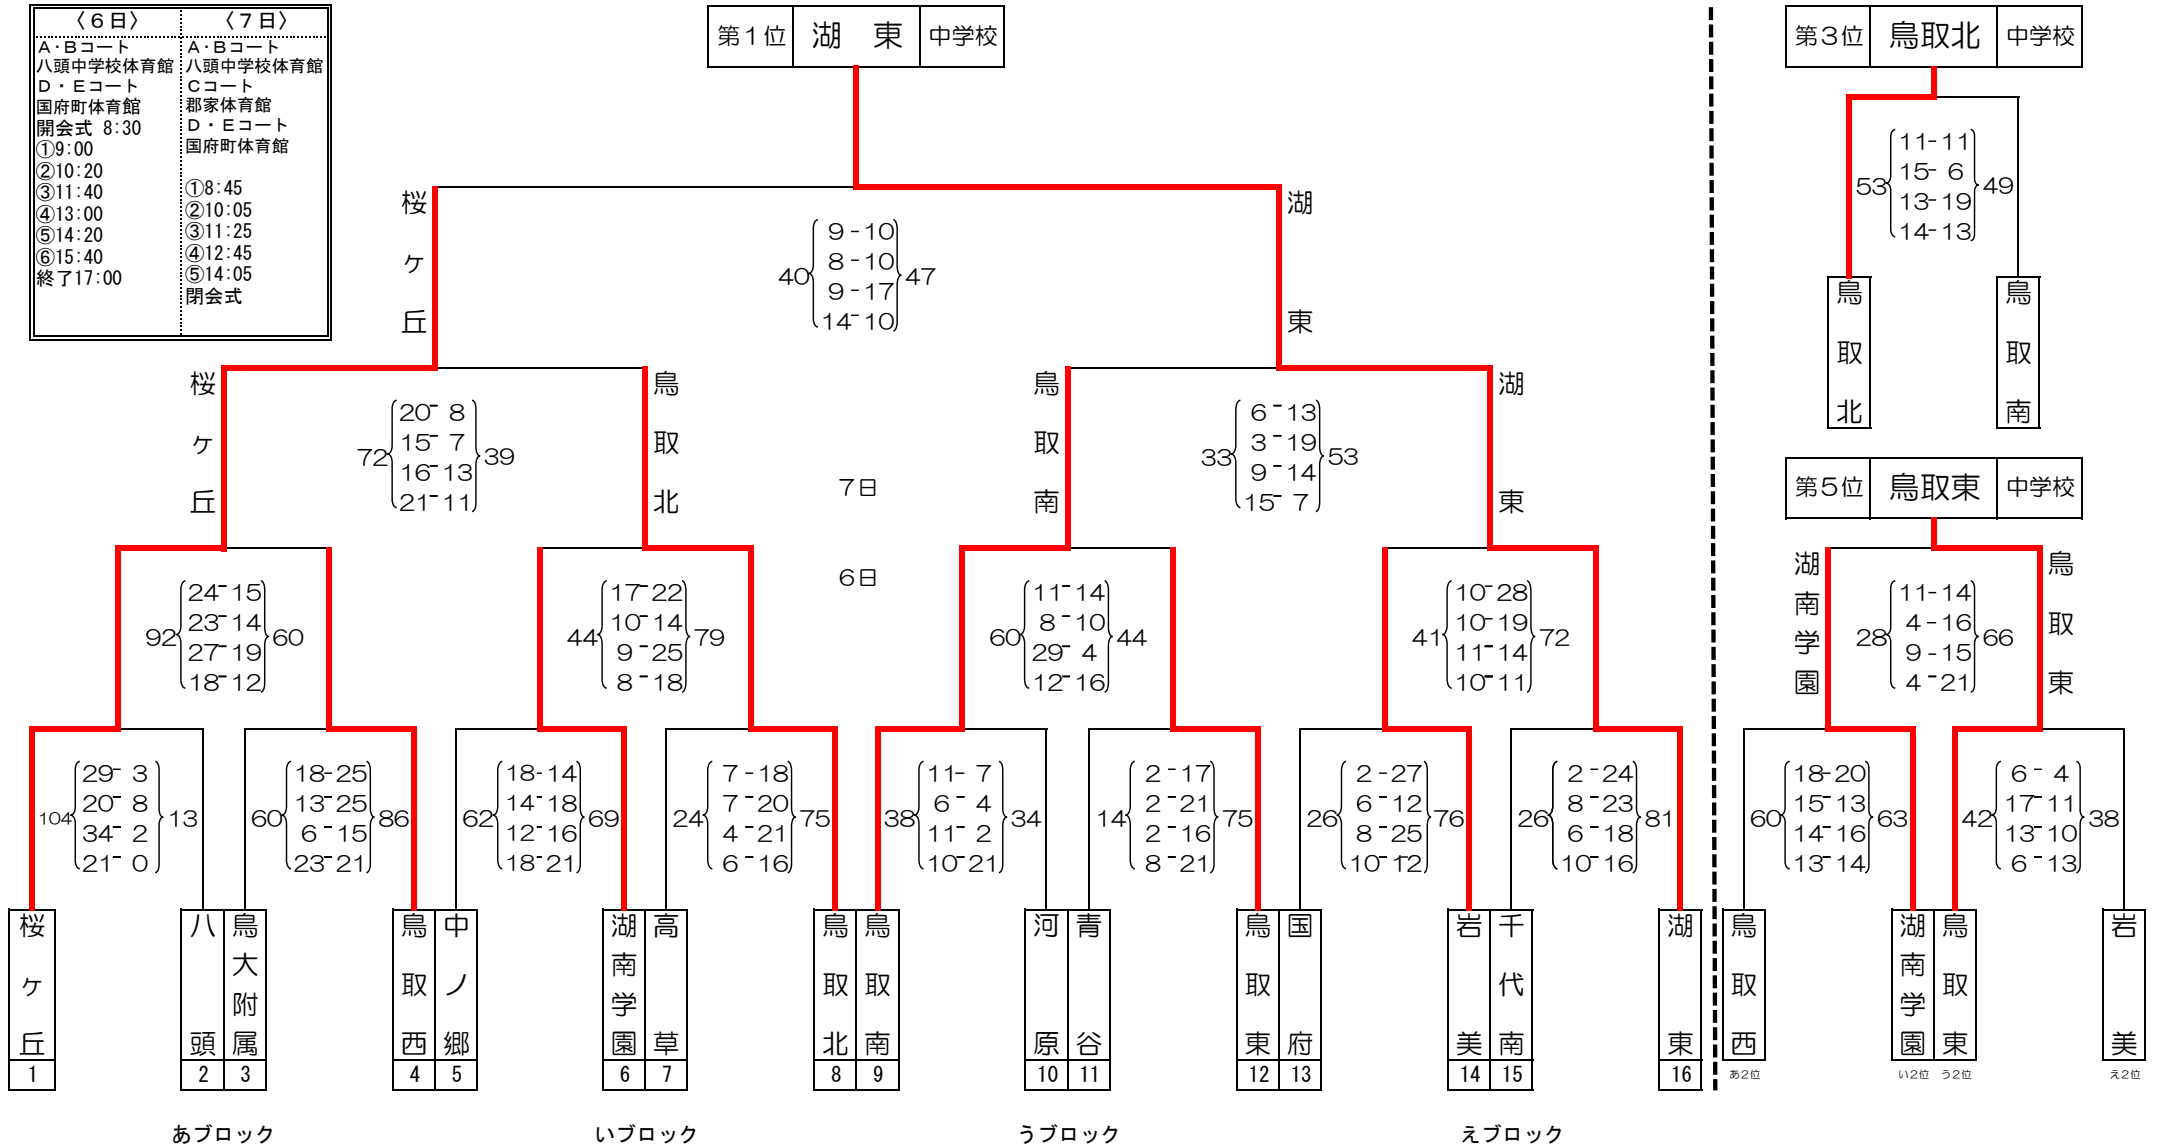 〈６日〉
Ａ・Ｂコート
八頭中学校体育館
Ｄ・Ｅコート
国府町体育館
開会式 8:30
①9:00
②10:20
③11:40
④13:00
⑤14:20
⑥15:40
終了17:00
〈７日〉
Ａ・Ｂコート
八頭中学校体育館
Ｃコート
郡家体育館
Ｄ・Ｅコート
国府町体育館
①8:45
②10:05
③11:25
④12:45
⑤14:05
閉会式
第１位 湖　東 中学校
桜ヶ丘
湖東
40 47
9-10
8-10
9-17
14-10
桜ヶ丘
鳥取北
72 39
20-8
15-7
16-13
21-11
鳥取南
湖東
33 53
6-13
3-19
9-14
15-7
７日
６日
92 60
24-15
23-14
27-19
18-12
44 79
17-22
10-14
9-25
8-18
60 44
11-14
8-10
29-4
12-16
41 72
10-28
10-19
11-14
10-11
104 13
29-3
20-8
34-2
21-0
60 86
18-25
13-25
6-15
23-21
62 69
18-14
14-18
12-16
18-21
24 75
7-18
7-20
4-21
6-16
38 34
11-7
6-4
11-2
10-21
14 75
2-17
2-21
2-16
8-21
26 76
2-27
6-12
8-25
10-12
26 81
2-24
8-23
6-18
10-16
桜ヶ丘
1
八頭
2
鳥大附属
3
鳥取西
4
中ノ郷
5
湖南学園
6
高草
7
鳥取北
8
鳥取南
9
河原
10
青谷
11
鳥取東
12
国府
13
岩美
14
千代南
15
湖東
16
あブロック
いブロック
うブロック
えブロック
第３位 鳥取北 中学校
53 49
11-11
15-6
13-19
14-13
鳥取北
鳥取南
第５位 鳥取東 中学校
湖南学園
鳥取東
28 66
11-14
4-16
9-15
4-21
60 63
18-20
15-13
14-16
13-14
42 38
6-4
17-11
13-10
6-13
鳥取西
あ2位
湖南学園
い2位
鳥取東
う2位
岩美
え2位